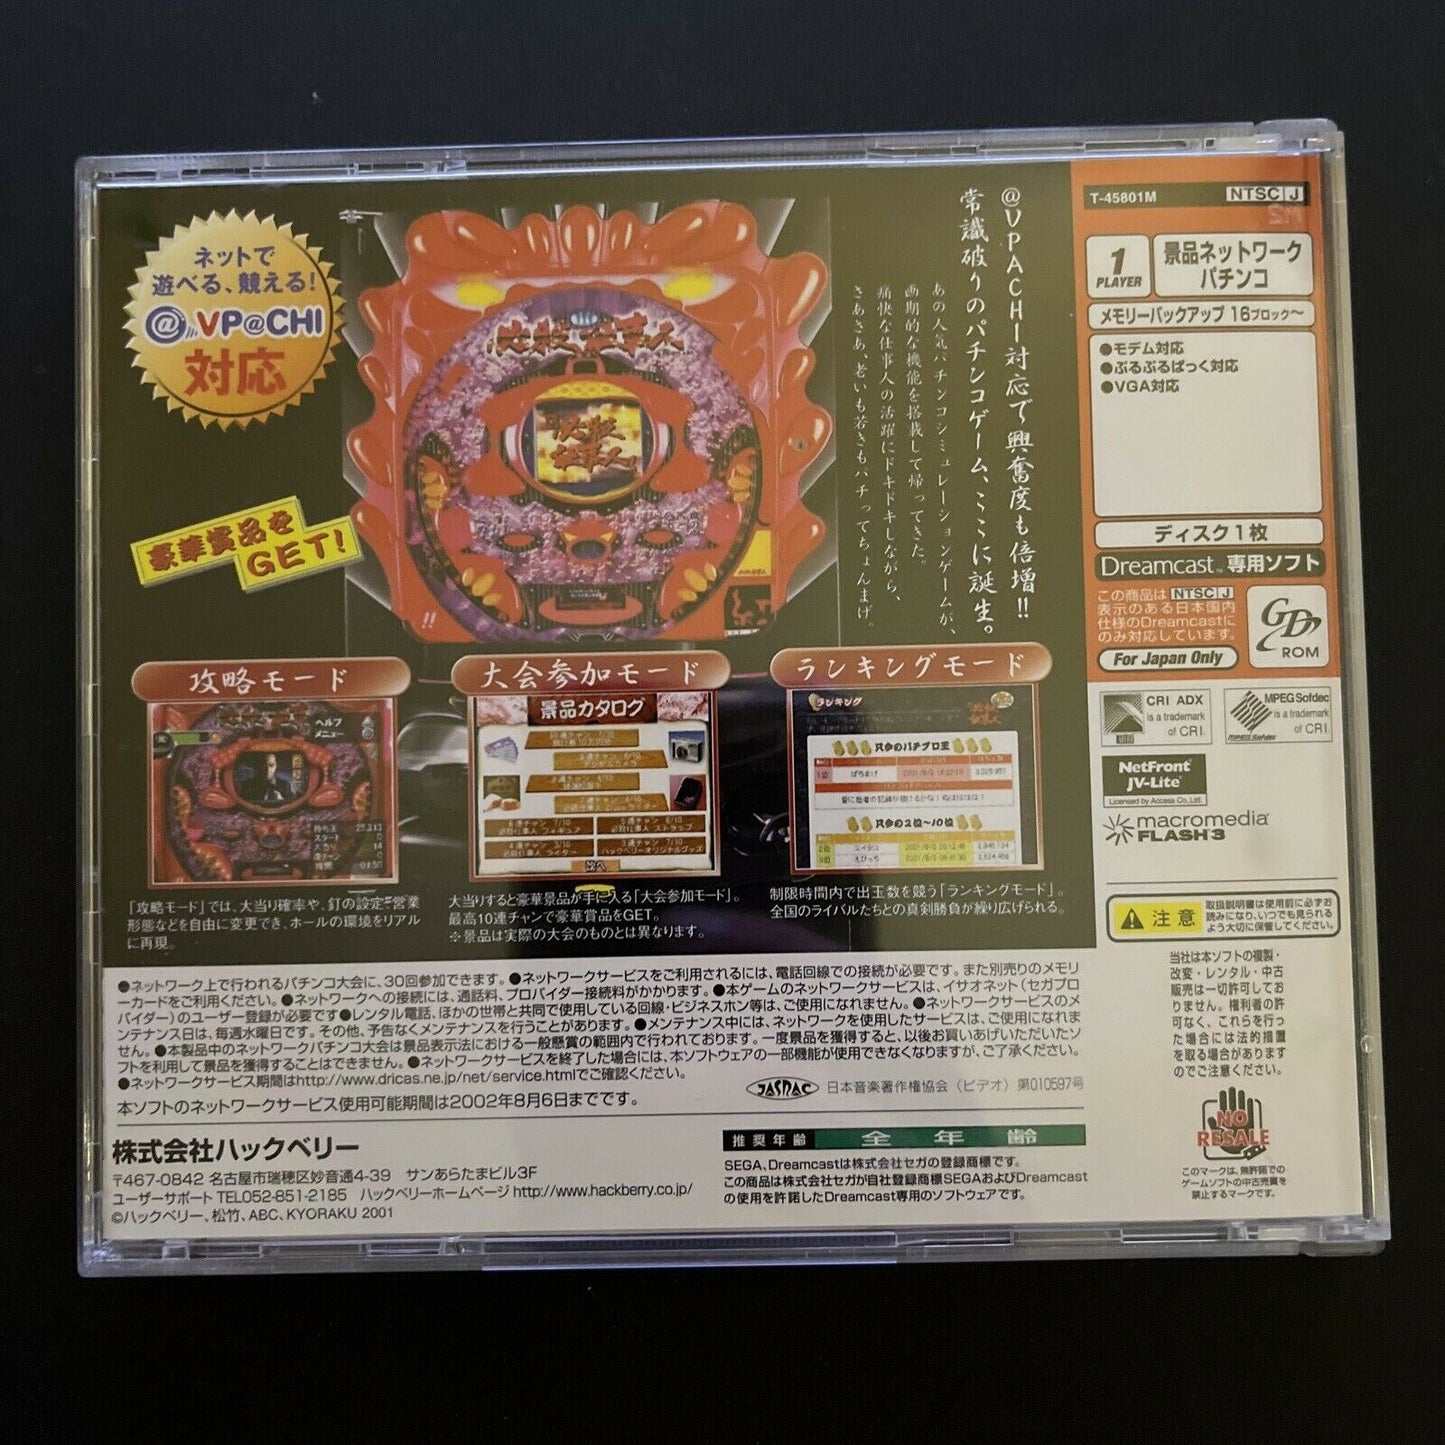 ネットで
遊べる、競える!
@VP@CHI
対応
豪華賞品を
GET!
必殺仕事人
必殺
仕事人
@VPACHI対応で興奮度も倍増!!
常識破りのパチンコゲーム、ここに誕生。
あの人気パチンコシミュレーションゲームが、
画期的な機能を搭載して帰ってきた。
痛快な仕事人の活躍にドキドキしながら、
さあさあ、老いも若きもパチってちょんまげ。
T-45801M
NTSC J
1
PLAYER
景品ネットワーク
パチンコ
メモリーバックアップ 16ブロック〜
●モデム対応
●ぷるぷるぱっく対応
●VGA対応
ディスク1枚
Dreamcast™ 専用ソフト
この商品は NTSC J
表示のある日本国内
仕様のDreamcastに
のみ対応しています。
For Japan Only
GD
ROM
攻略モード
ヘルプ
メニュー
「攻略モード」では、大当り確率や、釘の設定、営業
形態などを自由に変更でき、ホールの環境をリアル
に再現。
大会参加モード
景品カタログ
次へ
大当りすると豪華景品が手に入る「大会参加モード」。
最高10連チャンで豪華賞品をGET。
※景品は実際の大会のものとは異なります。
ランキングモード
ランキング
制限時間内で出玉数を競う「ランキングモード」。
全国のライバルたちとの真剣勝負が繰り広げられる。
CRI ADX
is a trademark
of CRI.
MPEG Sofdec
is a trademark
of CRI.
NetFront
JV-Lite
Licensed by Access Co., Ltd.
macromedia
FLASH 3
注意
取扱説明書は使用前に必ずお
読みになり、いつでも見られる
よう大切に保管してください。
当社は本ソフトの複製・
改変・レンタル・中古
販売は一切許可してお
りません。権利者の許
可なく、これらを行っ
た場合には法的措置
を取る場合があります
のでご注意ください。
NO
RESALE
このマークは、無許諾での
ゲームソフトの中古売買を
禁止するマークです。
●ネットワーク上で行われるパチンコ大会に、30回参加できます。●ネットワークサービスをご利用されるには、電話回線での接続が必要です。また別売りのメモリ
ーカードをご利用ください。●ネットワークへの接続には、通話料、プロバイダー接続料がかかります。●本ゲームのネットワークサービスは、イサオネット(セガプロ
バイダー)のユーザー登録が必要です●レンタル電話、ほかの世帯と共同で使用している回線・ビジネスホン等は、ご使用になれません。●ネットワークサービスのメ
ンテナンス日は、毎週水曜日です。その他、予告なくメンテナンスを行うことがあります。●メンテナンス中には、ネットワークを使用したサービスは、ご使用になれま
せん。●本製品中のネットワークパチンコ大会は景品表示法における一般懸賞の範囲内で行われております。一度景品を獲得すると、以後お買いあげいただいたソ
フトを利用して景品を獲得することはできません。●ネットワークサービスを終了した場合には、本ソフトウェアの一部機能が使用できなくなりますが、ご了承ください。
●ネットワークサービス期間はhttp://www.dricas.ne.jp/net/service.htmlでご確認ください。
本ソフトのネットワークサービス使用可能期間は2002年8月6日までです。
JASRAC 日本音楽著作権協会〈ビデオ〉第010597号
株式会社ハックベリー
〒467-0842 名古屋市瑞穂区妙音通4-39 サンあらたまビル3F
ユーザーサポート TEL052-851-2185 ハックベリーホームページ http://www.hackberry.co.jp/
©ハックベリー、松竹、ABC、KYORAKU 2001
推奨年齢 全年齢
SEGA、Dreamcastは株式会社セガの登録商標です。
この商品は株式会社セガが自社登録商標SEGAおよびDreamcast
の使用を許諾したDreamcast専用のソフトウェアです。